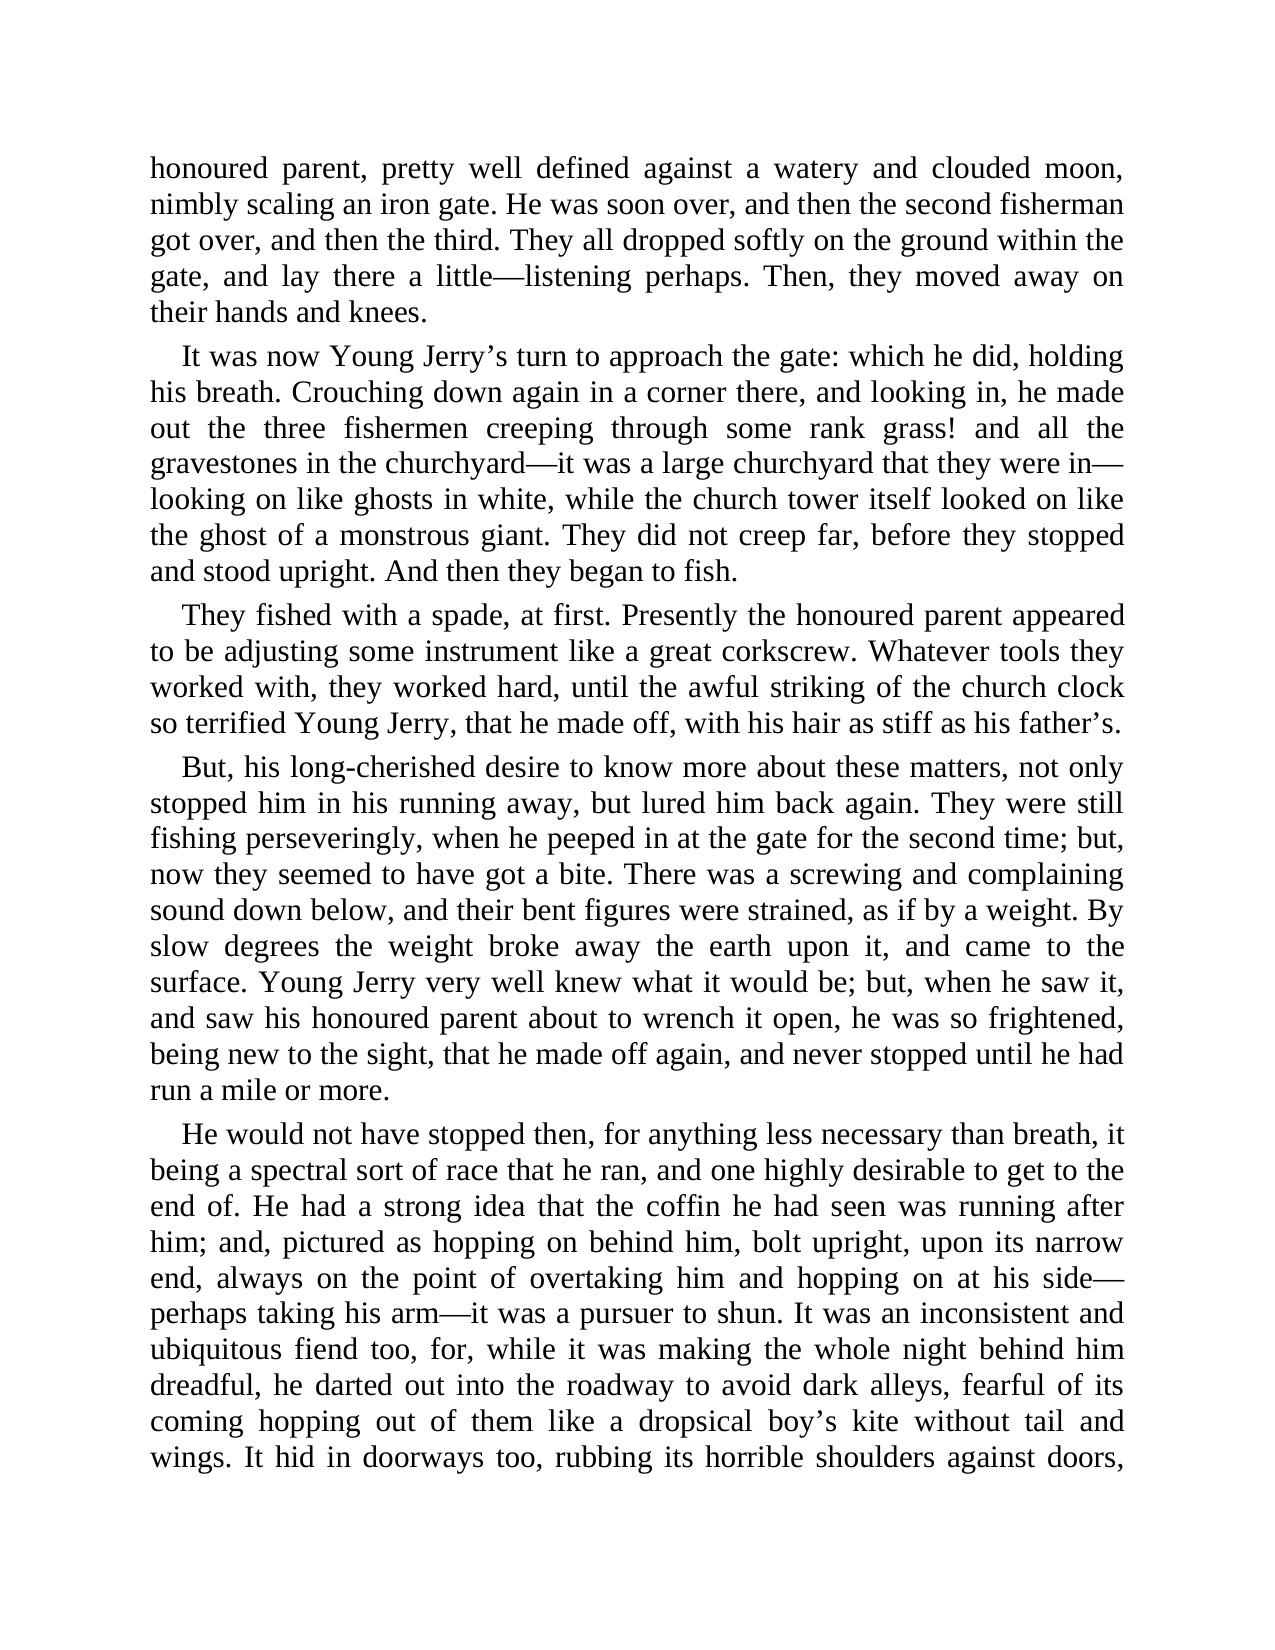 honoured parent, pretty well defined against a watery and clouded moon,
nimbly scaling an iron gate. He was soon over, and then the second fisherman
got over, and then the third. They all dropped softly on the ground within the
gate, and lay there a little—listening perhaps. Then, they moved away on
their hands and knees.
It was now Young Jerry’s turn to approach the gate: which he did, holding
his breath. Crouching down again in a corner there, and looking in, he made
out the three fishermen creeping through some rank grass! and all the
gravestones in the churchyard—it was a large churchyard that they were in—
looking on like ghosts in white, while the church tower itself looked on like
the ghost of a monstrous giant. They did not creep far, before they stopped
and stood upright. And then they began to fish.
They fished with a spade, at first. Presently the honoured parent appeared
to be adjusting some instrument like a great corkscrew. Whatever tools they
worked with, they worked hard, until the awful striking of the church clock
so terrified Young Jerry, that he made off, with his hair as stiff as his father’s.
But, his long-cherished desire to know more about these matters, not only
stopped him in his running away, but lured him back again. They were still
fishing perseveringly, when he peeped in at the gate for the second time; but,
now they seemed to have got a bite. There was a screwing and complaining
sound down below, and their bent figures were strained, as if by a weight. By
slow degrees the weight broke away the earth upon it, and came to the
surface. Young Jerry very well knew what it would be; but, when he saw it,
and saw his honoured parent about to wrench it open, he was so frightened,
being new to the sight, that he made off again, and never stopped until he had
run a mile or more.
He would not have stopped then, for anything less necessary than breath, it
being a spectral sort of race that he ran, and one highly desirable to get to the
end of. He had a strong idea that the coffin he had seen was running after
him; and, pictured as hopping on behind him, bolt upright, upon its narrow
end, always on the point of overtaking him and hopping on at his side—
perhaps taking his arm—it was a pursuer to shun. It was an inconsistent and
ubiquitous fiend too, for, while it was making the whole night behind him
dreadful, he darted out into the roadway to avoid dark alleys, fearful of its
coming hopping out of them like a dropsical boy’s kite without tail and
wings. It hid in doorways too, rubbing its horrible shoulders against doors,